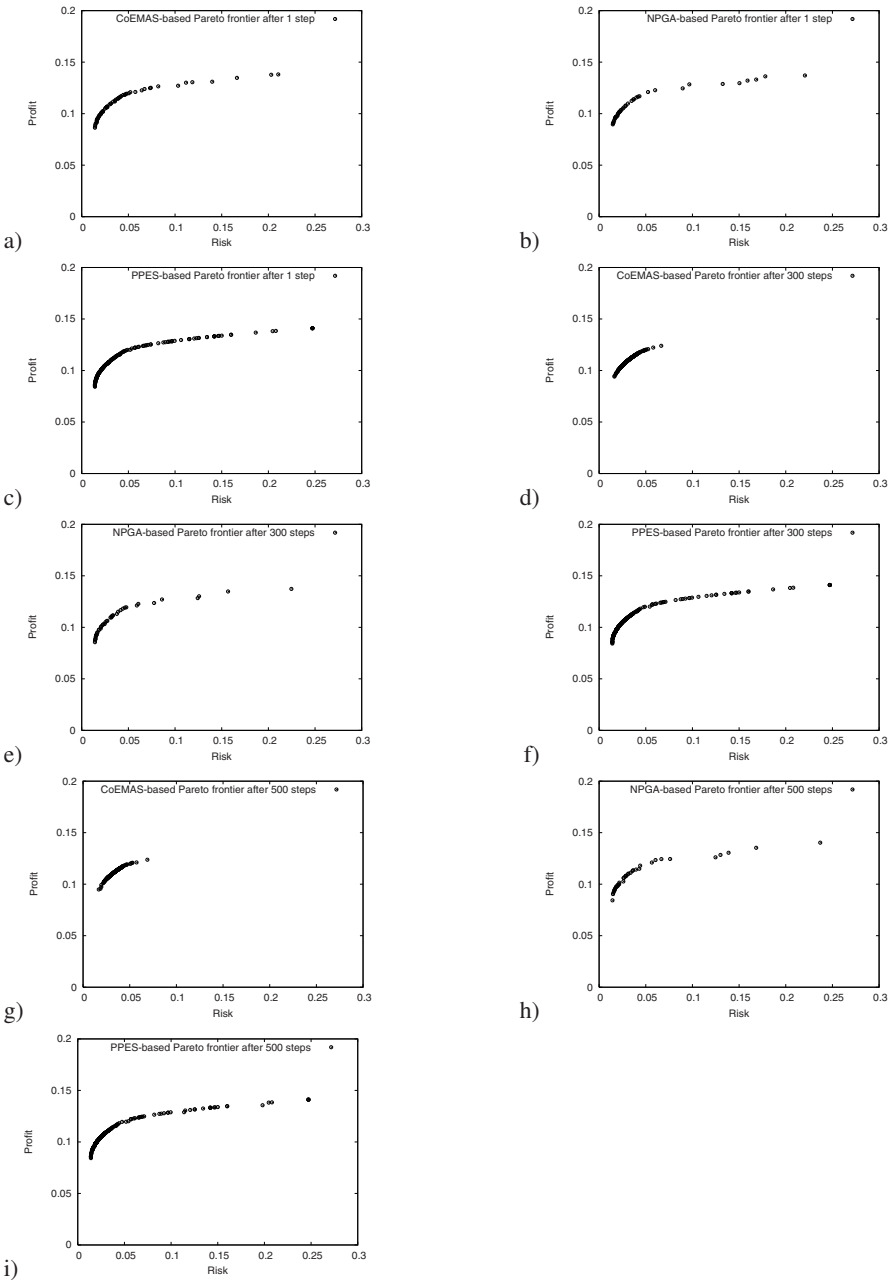 CoEMAS-based Pareto frontier after 1 step
0.2
0.15
0.1
0.05
0
Profit
0 0.05 0.1 0.15 0.2 0.25 0.3
Risk
a)
NPGA-based Pareto frontier after 1 step
0.2
0.15
0.1
0.05
0
Profit
0 0.05 0.1 0.15 0.2 0.25 0.3
Risk
b)
PPES-based Pareto frontier after 1 step
0.2
0.15
0.1
0.05
0
Profit
0 0.05 0.1 0.15 0.2 0.25 0.3
Risk
c)
CoEMAS-based Pareto frontier after 300 steps
0.2
0.15
0.1
0.05
0
Profit
0 0.05 0.1 0.15 0.2 0.25 0.3
Risk
d)
NPGA-based Pareto frontier after 300 steps
0.2
0.15
0.1
0.05
0
Profit
0 0.05 0.1 0.15 0.2 0.25 0.3
Risk
e)
PPES-based Pareto frontier after 300 steps
0.2
0.15
0.1
0.05
0
Profit
0 0.05 0.1 0.15 0.2 0.25 0.3
Risk
f)
CoEMAS-based Pareto frontier after 500 steps
0.2
0.15
0.1
0.05
0
Profit
0 0.05 0.1 0.15 0.2 0.25 0.3
Risk
g)
NPGA-based Pareto frontier after 500 steps
0.2
0.15
0.1
0.05
0
Profit
0 0.05 0.1 0.15 0.2 0.25 0.3
Risk
h)
PPES-based Pareto frontier after 500 steps
0.2
0.15
0.1
0.05
0
Profit
0 0.05 0.1 0.15 0.2 0.25 0.3
Risk
i)